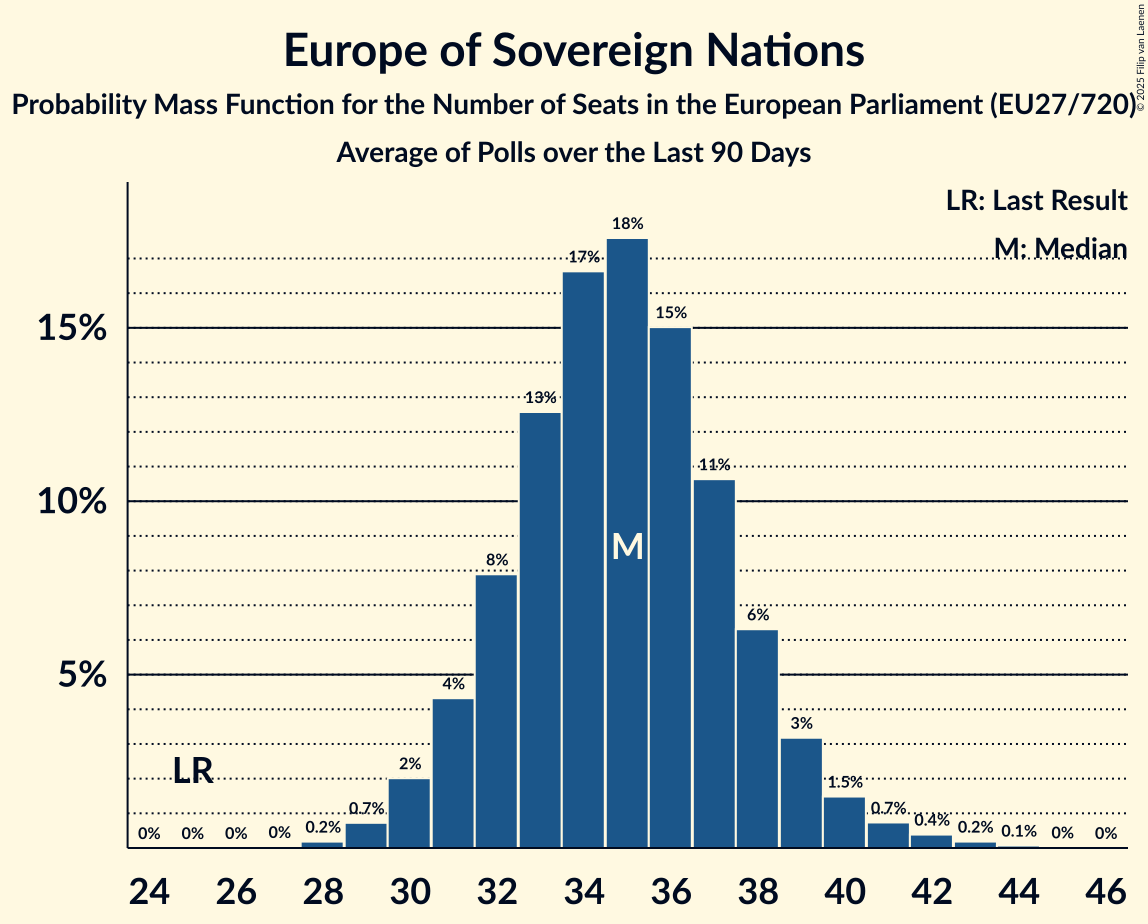 Europe of Sovereign Nations
Probability Mass Function for the Number of Seats in the European Parliament (EU27/720)
Average of Polls over the Last 90 Days
© 2025 Filip van Laenen
LR: Last Result
M: Median
15%
10%
5%
0%
0%
0%
0%
0.2%
0.7%
2%
4%
8%
13%
17%
18%
15%
11%
6%
3%
1.5%
0.7%
0.4%
0.2%
0.1%
0%
0%
LR
M
24 26 28 30 32 34 36 38 40 42 44 46